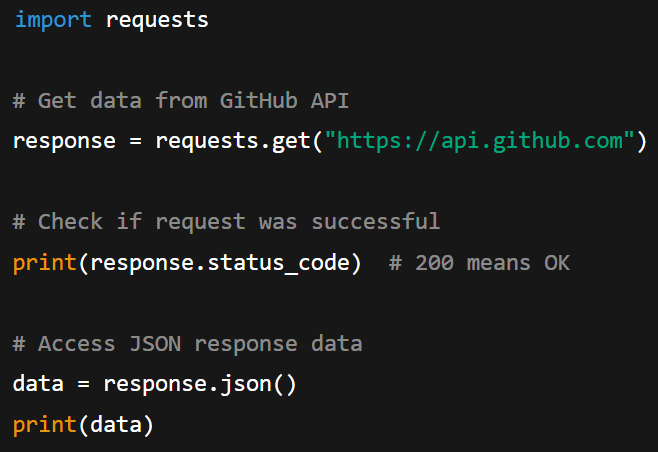 import requests
# Get data from GitHub API
response = requests.get("https://api.github.com")
# Check if request was successful
print(response.status_code)  # 200 means OK
# Access JSON response data
data = response.json()
print(data)